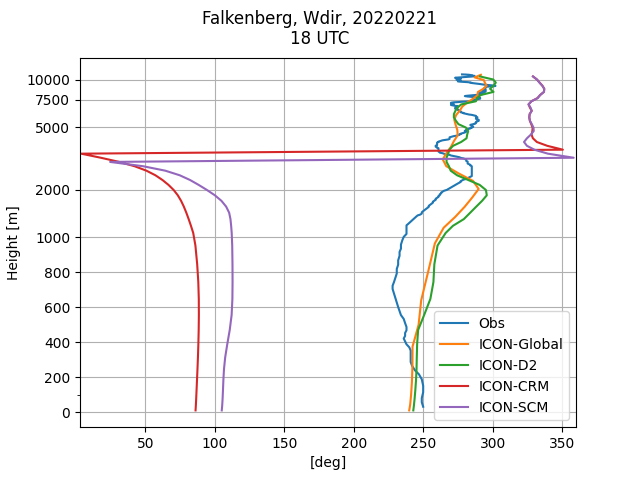 Falkenberg, Wdir, 20220221
18 UTC
Height [m]
10000
7500
5000
2000
1000
800
600
400
200
0
50
100
150
200
250
300
350
[deg]
Obs
ICON-Global
ICON-D2
ICON-CRM
ICON-SCM